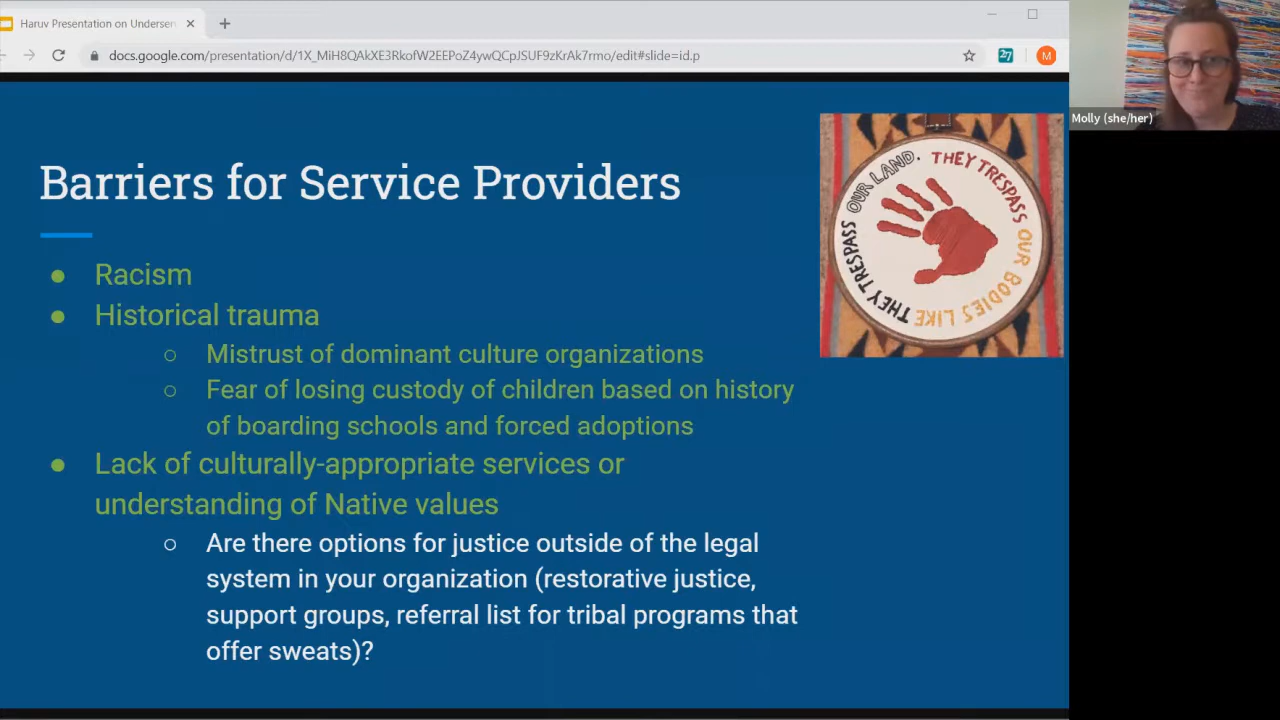 Haruv Presentation on Underser
docs.google.com/presentation/d/1X_MiH8QAkXE3RkofW2EEPoZ4ywQCpJSUF9zKrAk7rmo/edit#slide=id.p
27
M
Molly (she/her)
Barriers for Service Providers
THEY TRESPASS OUR BODIES LIKE THEY TRESPASS OUR LAND.
● Racism
● Historical trauma
○ Mistrust of dominant culture organizations
○ Fear of losing custody of children based on history
of boarding schools and forced adoptions
● Lack of culturally-appropriate services or
understanding of Native values
○ Are there options for justice outside of the legal
system in your organization (restorative justice,
support groups, referral list for tribal programs that
offer sweats)?